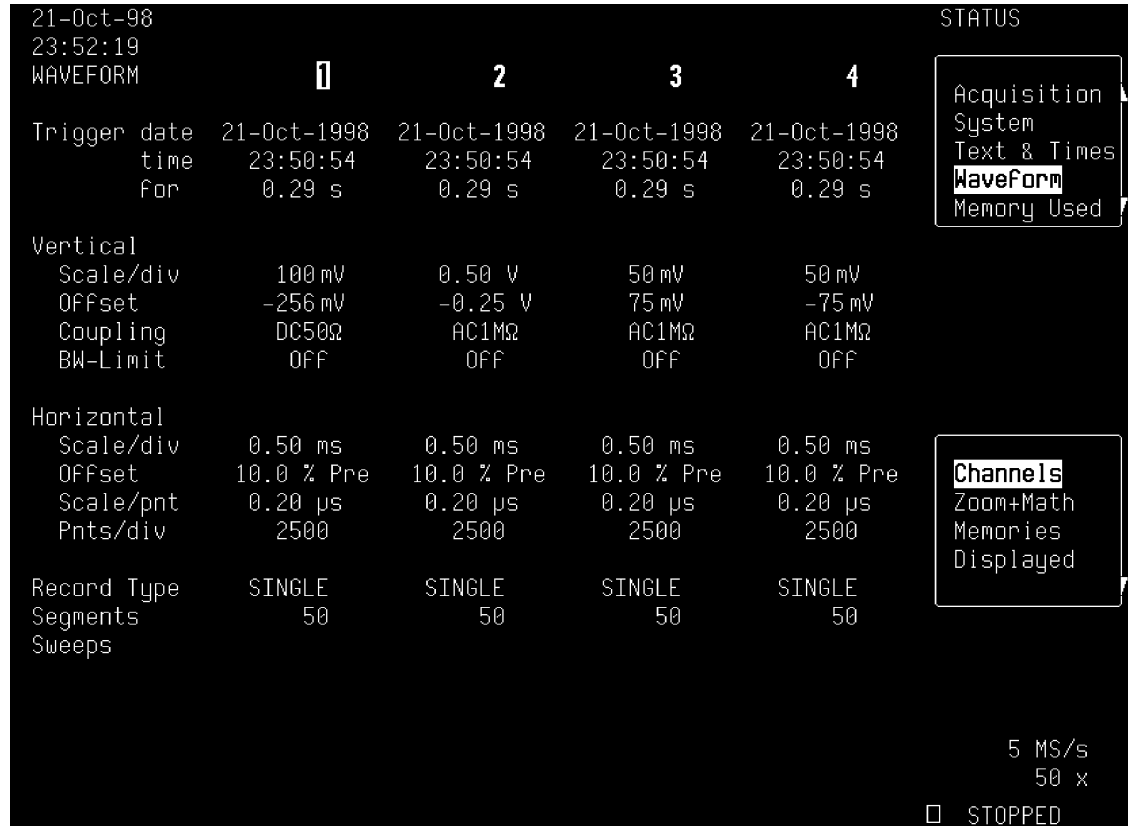 21-Oct-98 STATUS
23:52:19
WAVEFORM 1 2 3 4
Acquisition
System
Text & Times
Waveform
Memory Used
Trigger date 21-Oct-1998 21-Oct-1998 21-Oct-1998 21-Oct-1998
time 23:50:54 23:50:54 23:50:54 23:50:54
for 0.29 s 0.29 s 0.29 s 0.29 s
Vertical
Scale/div 100 mV 0.50 V 50 mV 50 mV
Offset -256 mV -0.25 V 75 mV -75 mV
Coupling DC50Ω AC1MΩ AC1MΩ AC1MΩ
BW-Limit Off Off Off Off
Horizontal
Scale/div 0.50 ms 0.50 ms 0.50 ms 0.50 ms
Offset 10.0 % Pre 10.0 % Pre 10.0 % Pre 10.0 % Pre
Scale/pnt 0.20 µs 0.20 µs 0.20 µs 0.20 µs
Pnts/div 2500 2500 2500 2500
Channels
Zoom+Math
Memories
Displayed
Record Type SINGLE SINGLE SINGLE SINGLE
Segments 50 50 50 50
Sweeps
5 MS/s
50 x
STOPPED